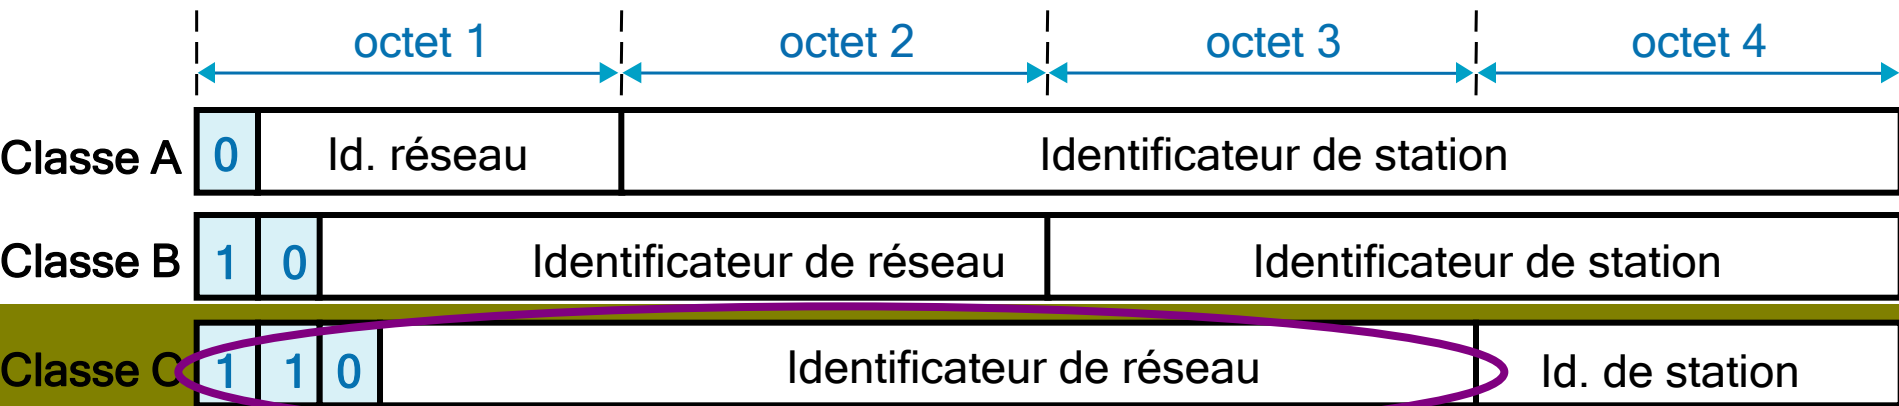 octet 1 octet 2 octet 3 octet 4
Classe A 0 Id. réseau Identificateur de station
Classe B 1 0 Identificateur de réseau Identificateur de station
Classe C 1 1 0 Identificateur de réseau Id. de station